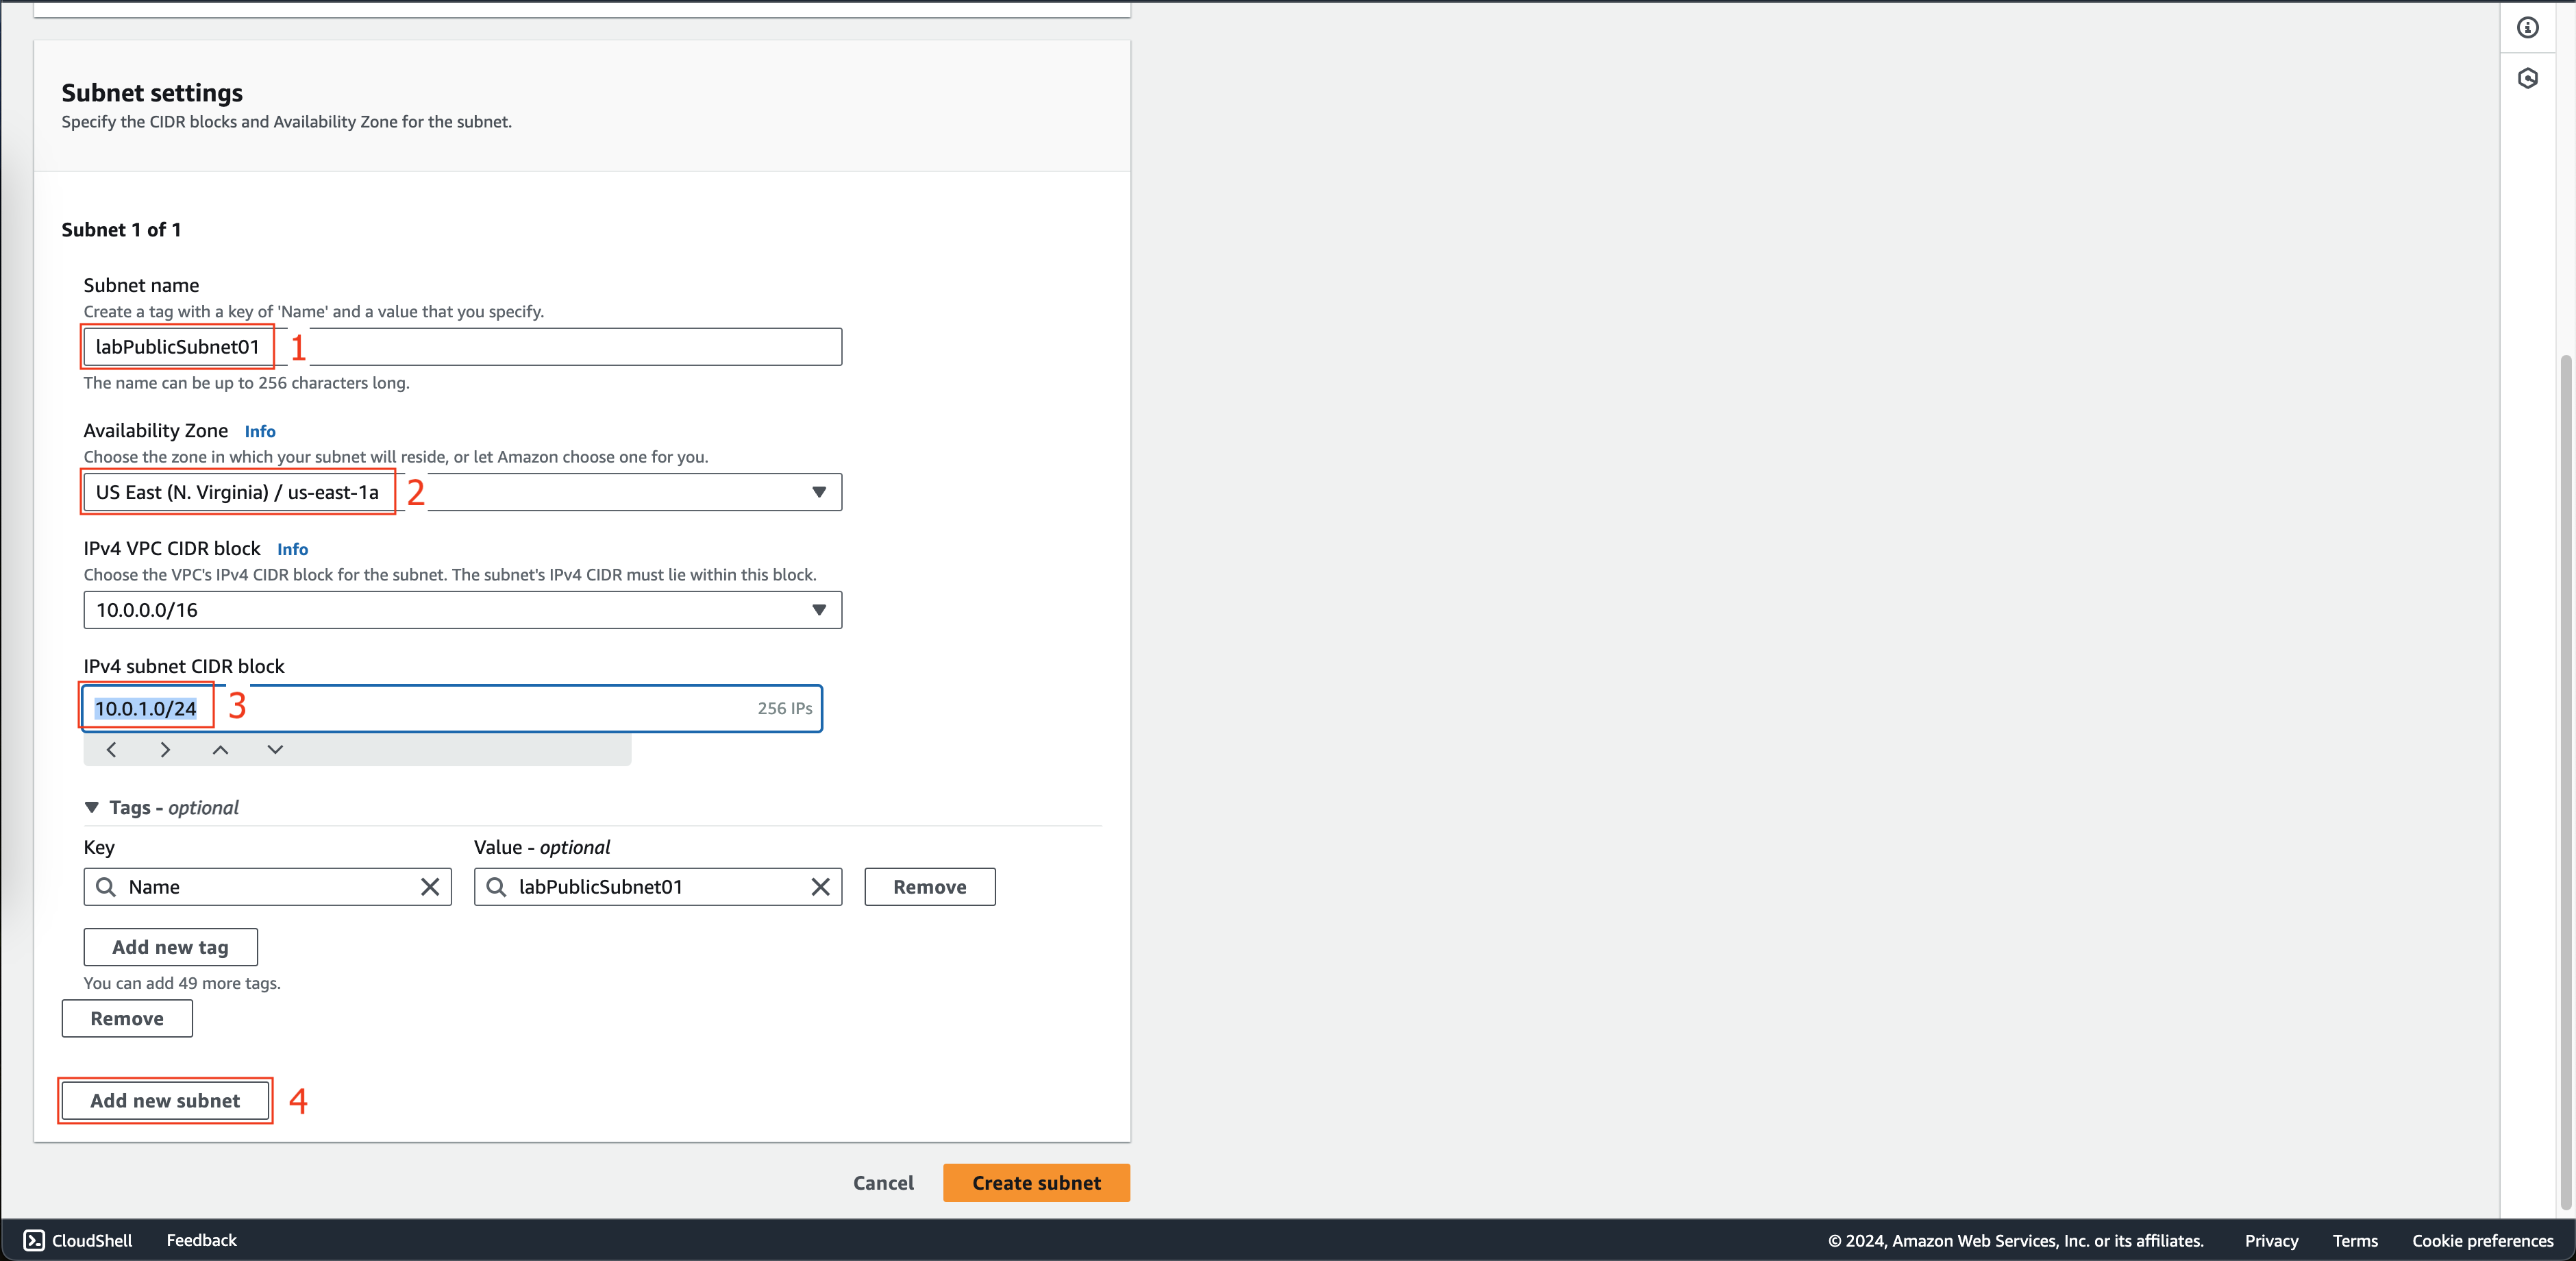 Subnet settings
Specify the CIDR blocks and Availability Zone for the subnet.
Subnet 1 of 1
Subnet name
Create a tag with a key of 'Name' and a value that you specify.
labPublicSubnet01 1
The name can be up to 256 characters long.
Availability Zone Info
Choose the zone in which your subnet will reside, or let Amazon choose one for you.
US East (N. Virginia) / us-east-1a 2
IPv4 VPC CIDR block Info
Choose the VPC's IPv4 CIDR block for the subnet. The subnet's IPv4 CIDR must lie within this block.
10.0.0.0/16
IPv4 subnet CIDR block
10.0.1.0/24 3 256 IPs
Tags - optional
Key Value - optional
Name labPublicSubnet01 Remove
Add new tag
You can add 49 more tags.
Remove
Add new subnet 4
Cancel Create subnet
CloudShell Feedback © 2024, Amazon Web Services, Inc. or its affiliates. Privacy Terms Cookie preferences